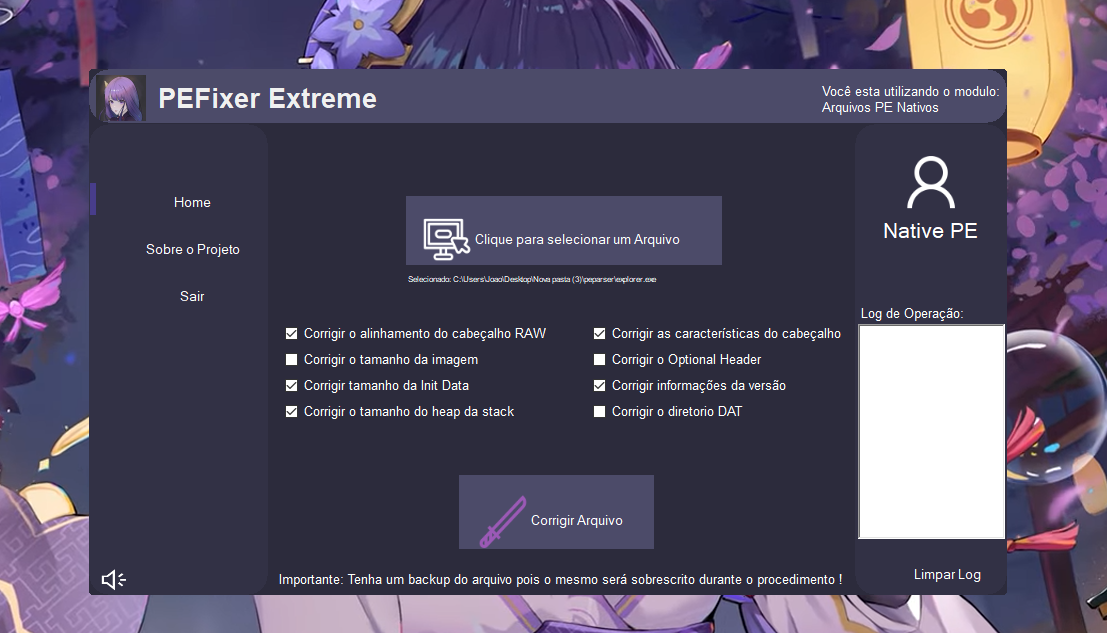 PEFixer Extreme
Você esta utilizando o modulo:
Arquivos PE Nativos
Home
Sobre o Projeto
Sair
Clique para selecionar um Arquivo
Selecionado: C:\Users\Joao\Desktop\Nova pasta (3)\peparser\explorer.exe
Corrigir o alinhamento do cabeçalho RAW
Corrigir as características do cabeçalho
Corrigir o tamanho da imagem
Corrigir o Optional Header
Corrigir tamanho da Init Data
Corrigir informações da versão
Corrigir o tamanho do heap da stack
Corrigir o diretorio DAT
Corrigir Arquivo
Importante: Tenha um backup do arquivo pois o mesmo será sobrescrito durante o procedimento !
Native PE
Log de Operação:
Limpar Log